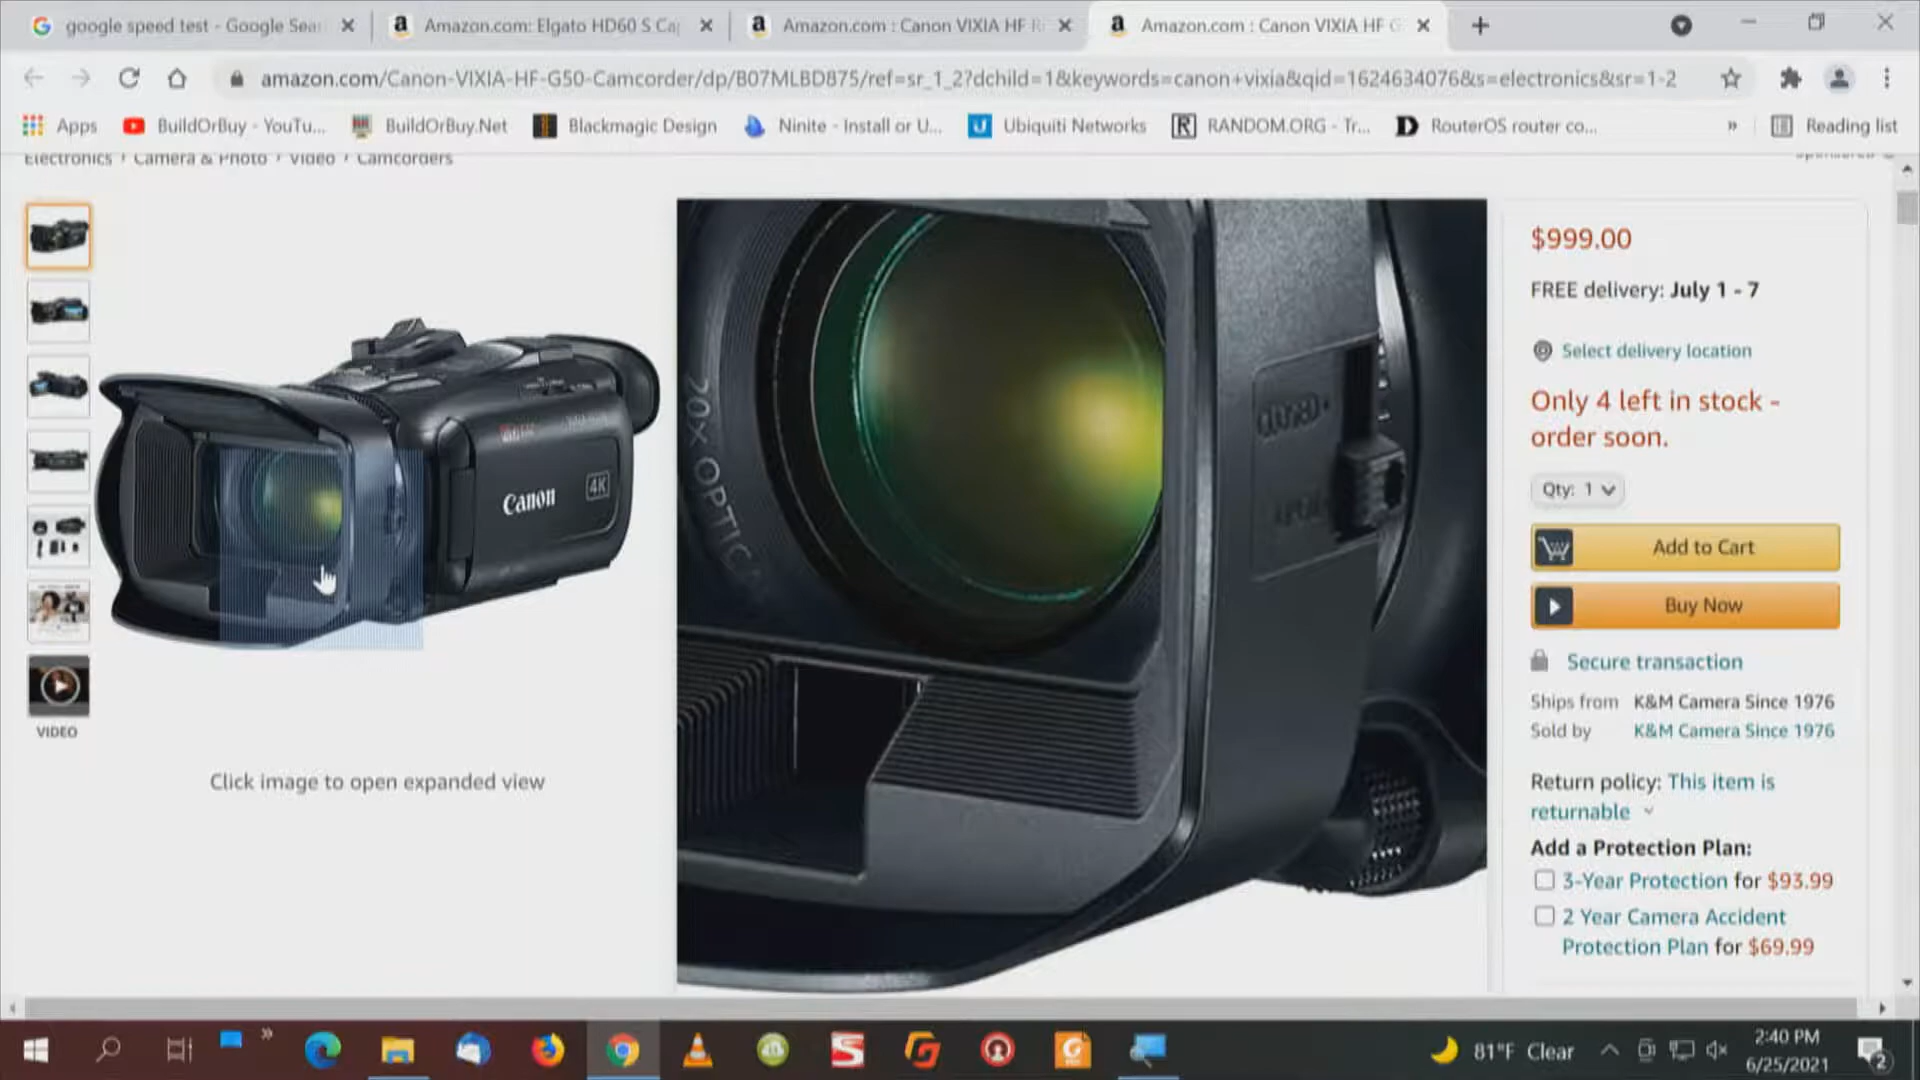 google speed test - Google Sea
Amazon.com: Elgato HD60 S Ca
Amazon.com : Canon VIXIA HF R
Amazon.com : Canon VIXIA HF G
amazon.com/Canon-VIXIA-HF-G50-Camcorder/dp/B07MLBD875/ref=sr_1_2?dchild=1&keywords=canon+vixia&qid=1624634076&s=electronics&sr=1-2
Apps
BuildOrBuy - YouTu...
BuildOrBuy.Net
Blackmagic Design
Ninite - Install or U...
Ubiquiti Networks
RANDOM.ORG - Tr...
RouterOS router co...
»
Reading list
Electronics › Camera & Photo › Video › Camcorders
$999.00
FREE delivery: July 1 - 7
Select delivery location
Only 4 left in stock -
order soon.
Qty: 1
Add to Cart
Buy Now
Secure transaction
Ships from K&M Camera Since 1976
Sold by K&M Camera Since 1976
Return policy: This item is
returnable
Add a Protection Plan:
3-Year Protection for $93.99
2 Year Camera Accident
Protection Plan for $69.99
Canon
4K
20x OPTIC
CLOSED
VIDEO
Click image to open expanded view
81°F Clear
2:40 PM
6/25/2021
2